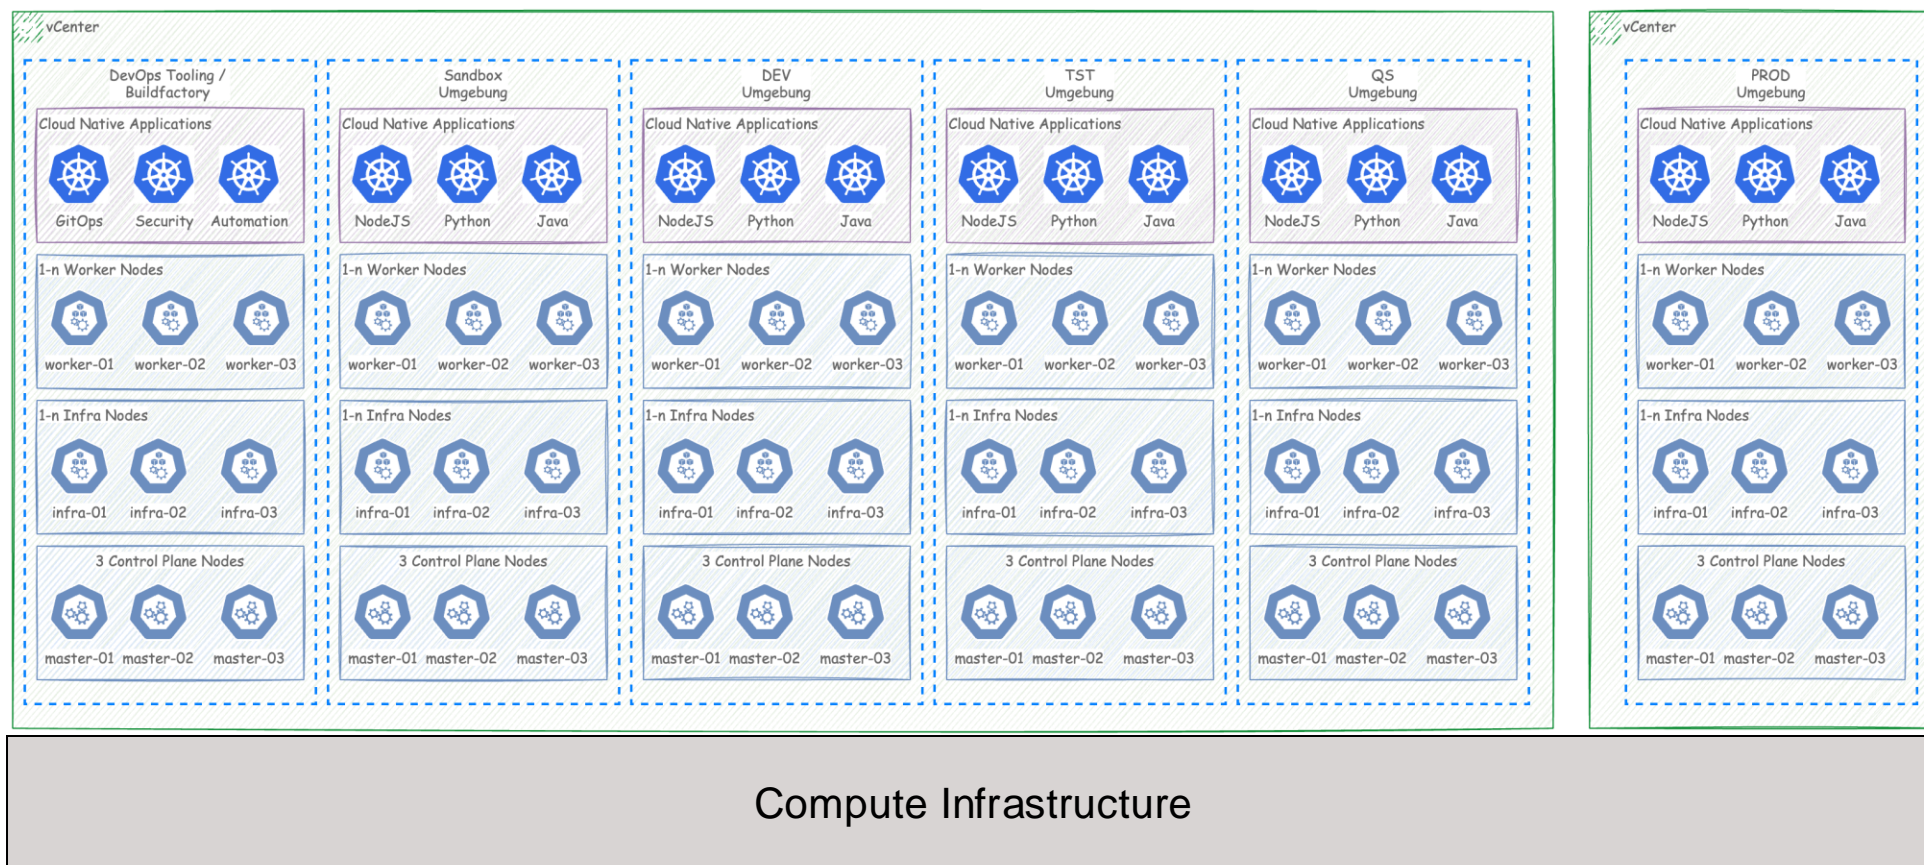 vCenter
DevOps Tooling /
Buildfactory
Cloud Native Applications
GitOps Security Automation
1-n Worker Nodes
worker-01 worker-02 worker-03
1-n Infra Nodes
infra-01 infra-02 infra-03
3 Control Plane Nodes
master-01 master-02 master-03
Sandbox
Umgebung
Cloud Native Applications
NodeJS Python Java
1-n Worker Nodes
worker-01 worker-02 worker-03
1-n Infra Nodes
infra-01 infra-02 infra-03
3 Control Plane Nodes
master-01 master-02 master-03
DEV
Umgebung
Cloud Native Applications
NodeJS Python Java
1-n Worker Nodes
worker-01 worker-02 worker-03
1-n Infra Nodes
infra-01 infra-02 infra-03
3 Control Plane Nodes
master-01 master-02 master-03
TST
Umgebung
Cloud Native Applications
NodeJS Python Java
1-n Worker Nodes
worker-01 worker-02 worker-03
1-n Infra Nodes
infra-01 infra-02 infra-03
3 Control Plane Nodes
master-01 master-02 master-03
QS
Umgebung
Cloud Native Applications
NodeJS Python Java
1-n Worker Nodes
worker-01 worker-02 worker-03
1-n Infra Nodes
infra-01 infra-02 infra-03
3 Control Plane Nodes
master-01 master-02 master-03
vCenter
PROD
Umgebung
Cloud Native Applications
NodeJS Python Java
1-n Worker Nodes
worker-01 worker-02 worker-03
1-n Infra Nodes
infra-01 infra-02 infra-03
3 Control Plane Nodes
master-01 master-02 master-03
Compute Infrastructure